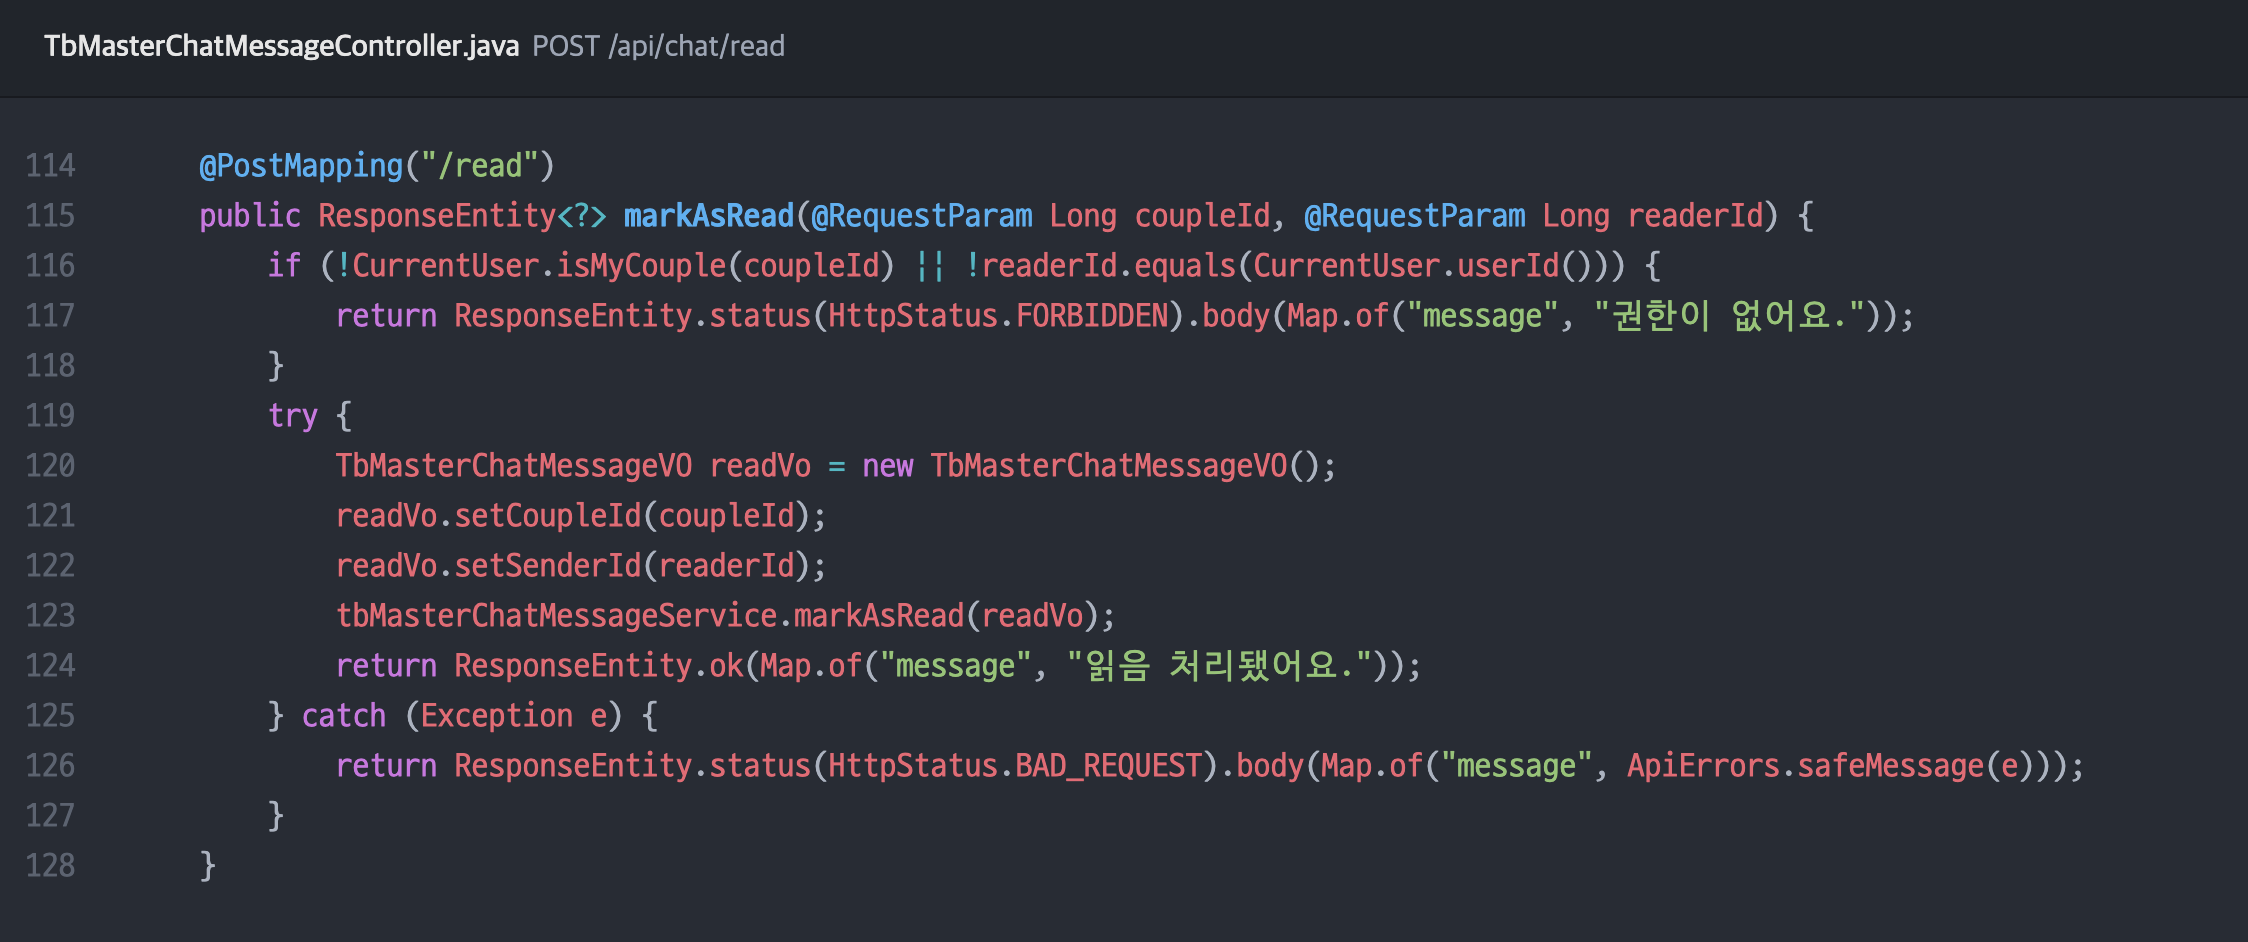 TbMasterChatMessageController.java POST /api/chat/read
114 @PostMapping("/read")
115 public ResponseEntity<?> markAsRead(@RequestParam Long coupleId, @RequestParam Long readerId) {
116 if (!CurrentUser.isMyCouple(coupleId) || !readerId.equals(CurrentUser.userId())) {
117 return ResponseEntity.status(HttpStatus.FORBIDDEN).body(Map.of("message", "권한이 없어요."));
118 }
119 try {
120 TbMasterChatMessageVO readVo = new TbMasterChatMessageVO();
121 readVo.setCoupleId(coupleId);
122 readVo.setSenderId(readerId);
123 tbMasterChatMessageService.markAsRead(readVo);
124 return ResponseEntity.ok(Map.of("message", "읽음 처리됐어요."));
125 } catch (Exception e) {
126 return ResponseEntity.status(HttpStatus.BAD_REQUEST).body(Map.of("message", ApiErrors.safeMessage(e)));
127 }
128 }